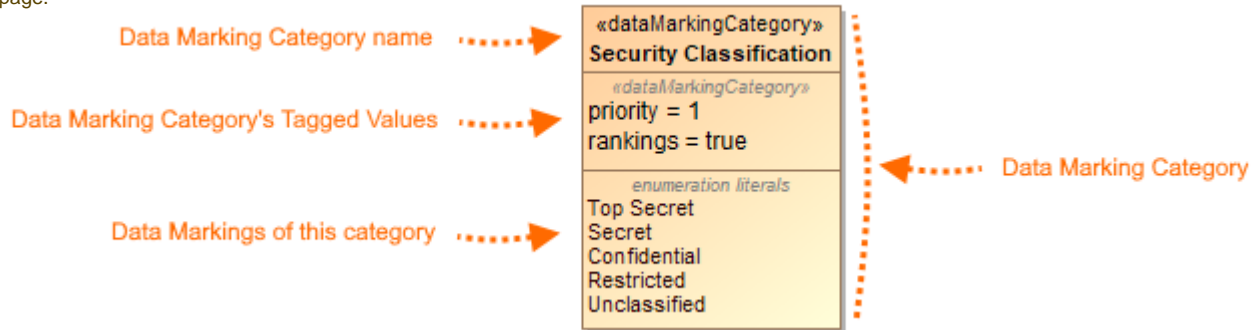 page.
«dataMarkingCategory»
Data Marking Category name
Security Classification
«dataMarkingCategory»
Data Marking Category's Tagged Values
priority = 1
rankings = true
Data Marking Category
enumeration literals
Data Markings of this category
Top Secret
Secret
Confidential
Restricted
Unclassified